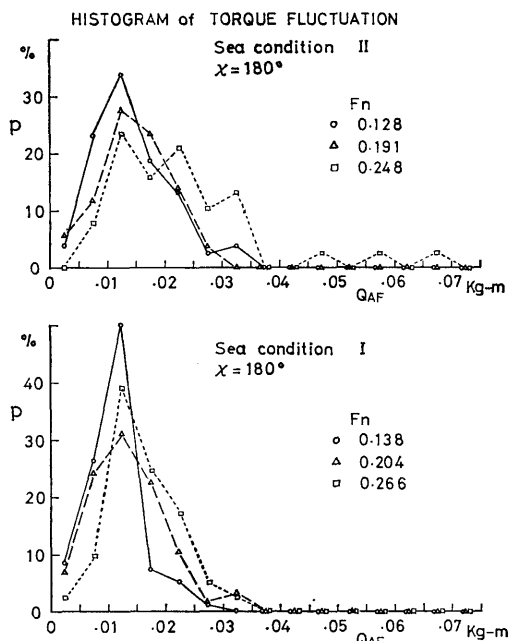 HISTOGRAM of TORQUE FLUCTUATION
% Sea condition II
χ=180°
30
Fn
0.128
P
0.191
20
0.248
10
0
0 .01 .02 .03 .04 .05 .06 .07 Kg-m
QAF
% Sea condition I
χ=180°
40
P
Fn
0.138
30
0.204
0.266
20
10
0
0 .01 .02 .03 .04 .05 .06 .07 Kg-m
QAF